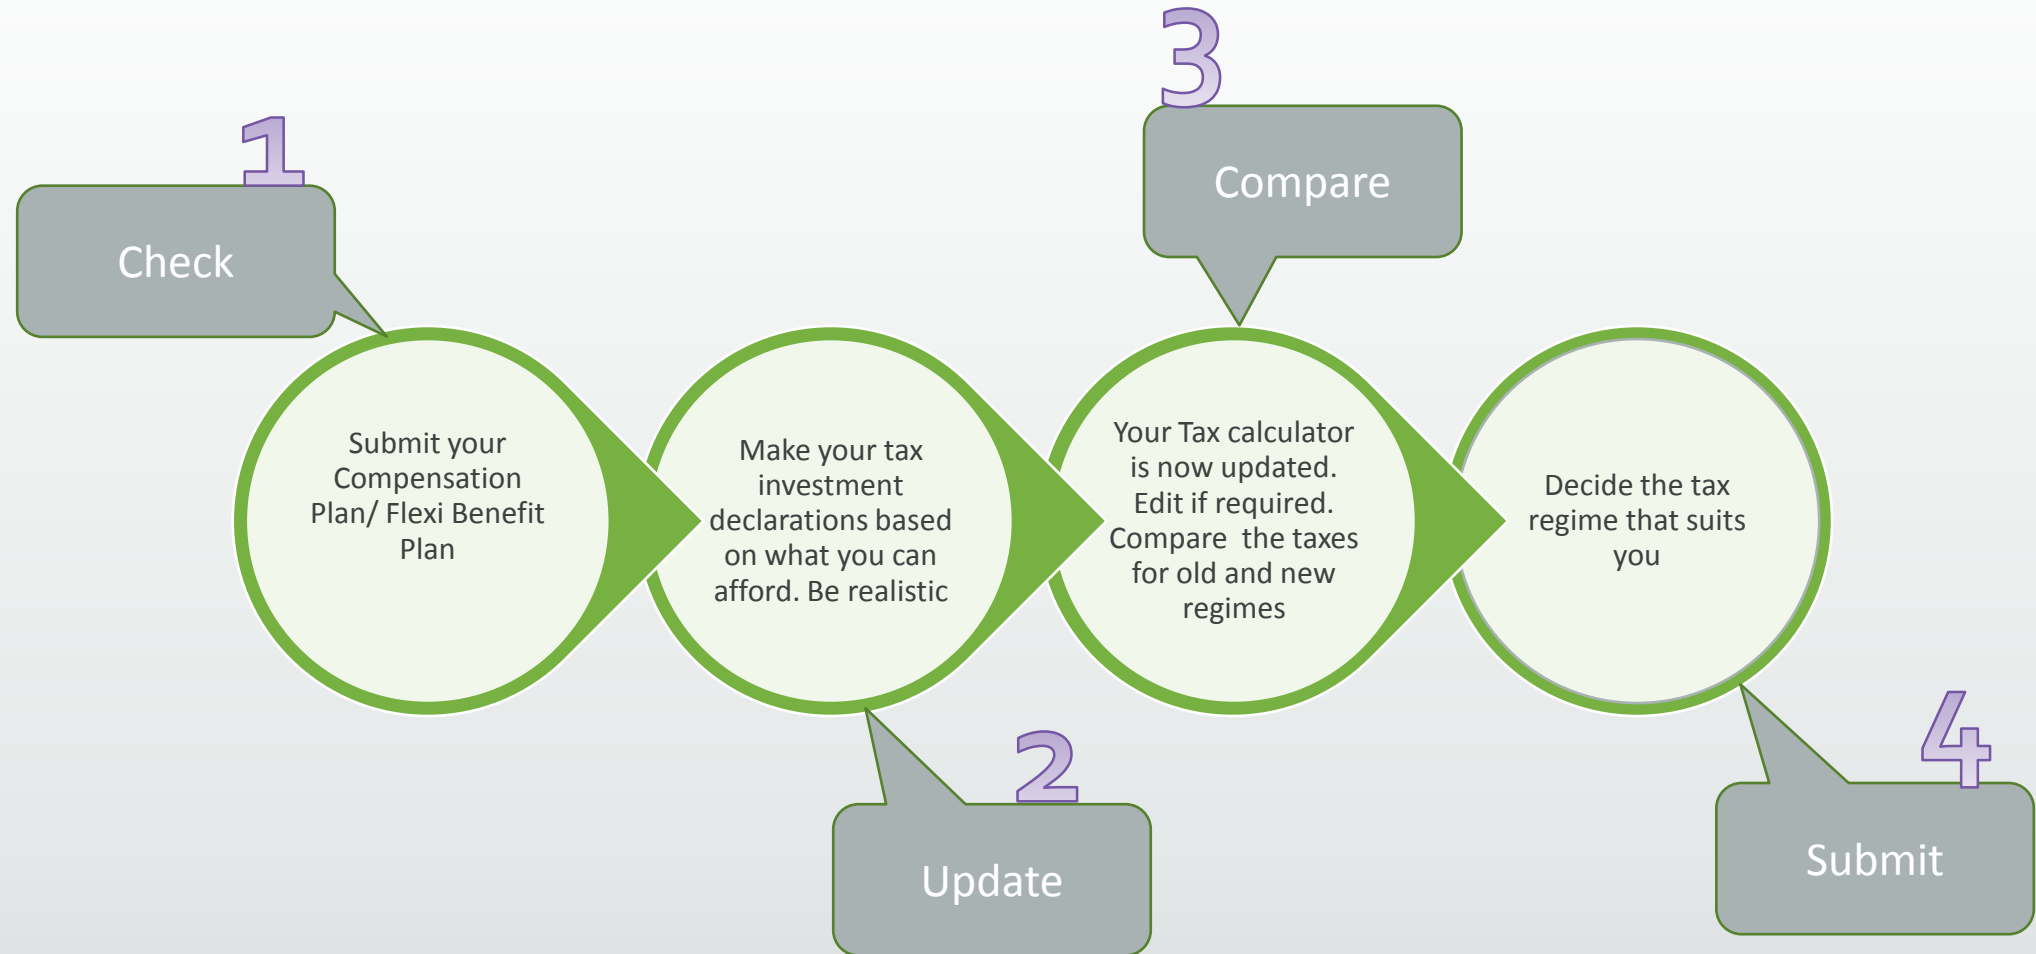 1
Check
Submit your
Compensation
Plan/ Flexi Benefit
Plan
2
Update
Make your tax
investment
declarations based
on what you can
afford. Be realistic
3
Compare
Your Tax calculator
is now updated.
Edit if required.
Compare  the taxes
for old and new
regimes
4
Submit
Decide the tax
regime that suits
you